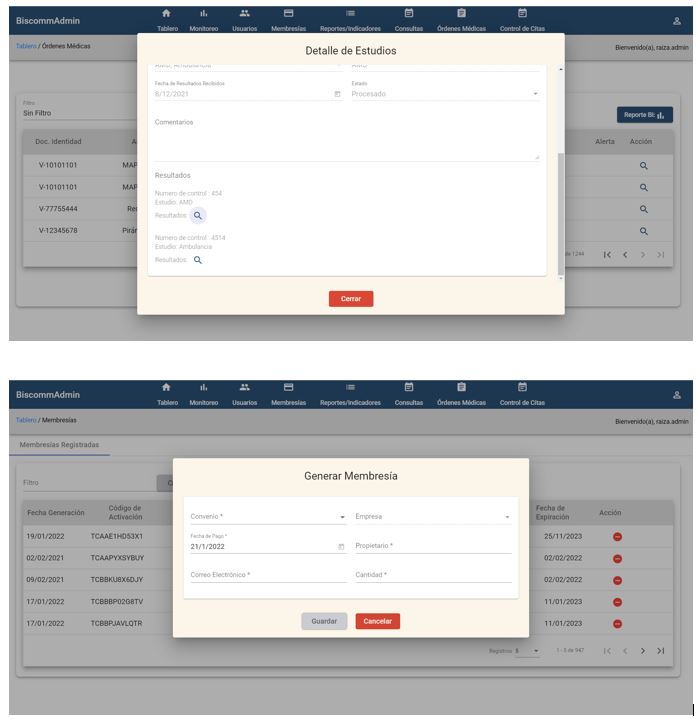 BiscommAdmin
Tablero Monitoreo Usuarios Membresías Reportes/Indicadores Consultas Órdenes Médicas Control de Citas
Tablero / Órdenes Médicas
Bienvenido(a), raiza.admin
Detalle de Estudios
AMD, Ambulancia
AMD
Fecha de Resultados Recibidos
8/12/2021
Estado
Procesado
Comentarios
Resultados
Numero de control : 454
Estudio: AMD
Resultados:
Numero de control : 4514
Estudio: Ambulancia
Resultados:
Cerrar
Filtro
Sin Filtro
Reporte BI:
Doc. Identidad
Alerta Acción
V-10101101 MAP
V-10101101 MAP
V-77755444
V-12345678
de 1244
BiscommAdmin
Tablero Monitoreo Usuarios Membresías Reportes/Indicadores Consultas Órdenes Médicas Control de Citas
Tablero / Membresías
Bienvenido(a), raiza.admin
Membresías Registradas
Filtro
Generar Membresía
Convenio *
Empresa
Fecha de Pago *
21/1/2022
Propietario *
Correo Electrónico *
Cantidad *
Guardar Cancelar
Fecha Generación Código de Activación
Fecha de Expiración Acción
19/01/2022 TCAAE1HD53X1 25/11/2023
02/02/2021 TCAAPYXSYBUY 02/02/2022
09/02/2021 TCBBKU8X6DJY 02/02/2022
17/01/2022 TCBBBP02G8TV 11/01/2023
17/01/2022 TCBBPJAVLQTR 11/01/2023
Registros 5 1 - 5 de 947